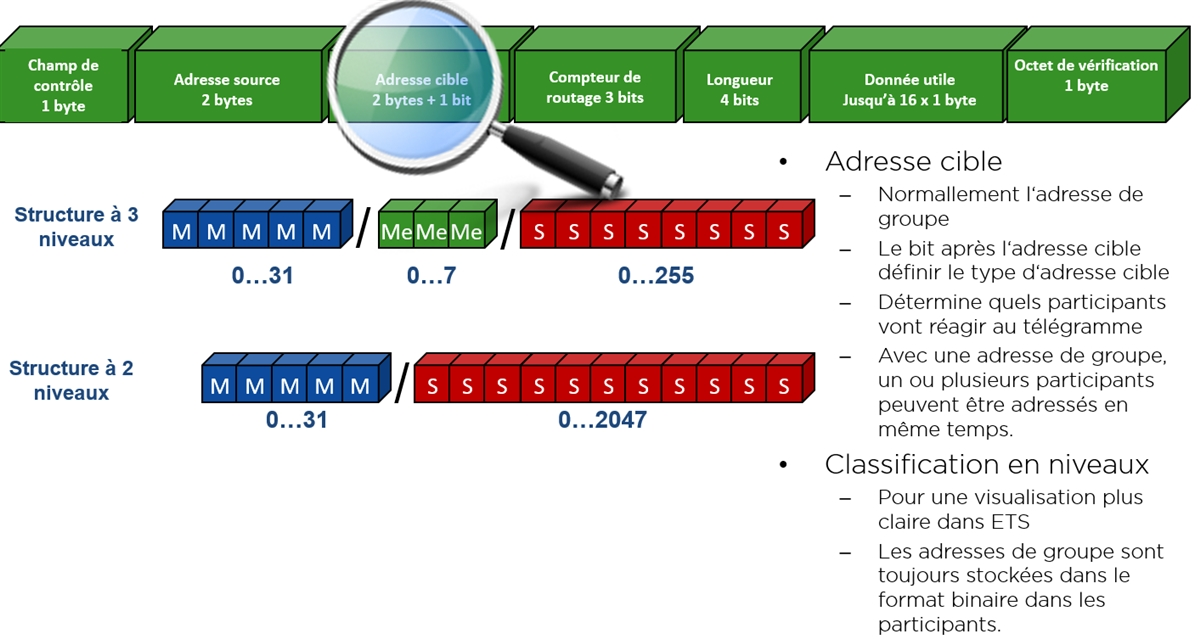 Champ de
contrôle
1 byte
Adresse source
2 bytes
Adresse cible
2 bytes + 1 bit
Compteur de
routage 3 bits
Longueur
4 bits
Donnée utile
Jusqu'à 16 x 1 byte
Octet de vérification
1 byte
Structure à 3
niveaux
M M M M M / Me Me Me / S S S S S S S S
0…31 0…7 0…255
Structure à 2
niveaux
M M M M M / S S S S S S S S S S S
0…31 0…2047
• Adresse cible
– Normallement l‘adresse de
groupe
– Le bit après l‘adresse cible
définir le type d‘adresse cible
– Détermine quels participants
vont réagir au télégramme
– Avec une adresse de groupe,
un ou plusieurs participants
peuvent être adressés en
même temps.
• Classification en niveaux
– Pour une visualisation plus
claire dans ETS
– Les adresses de groupe sont
toujours stockées dans le
format binaire dans les
participants.